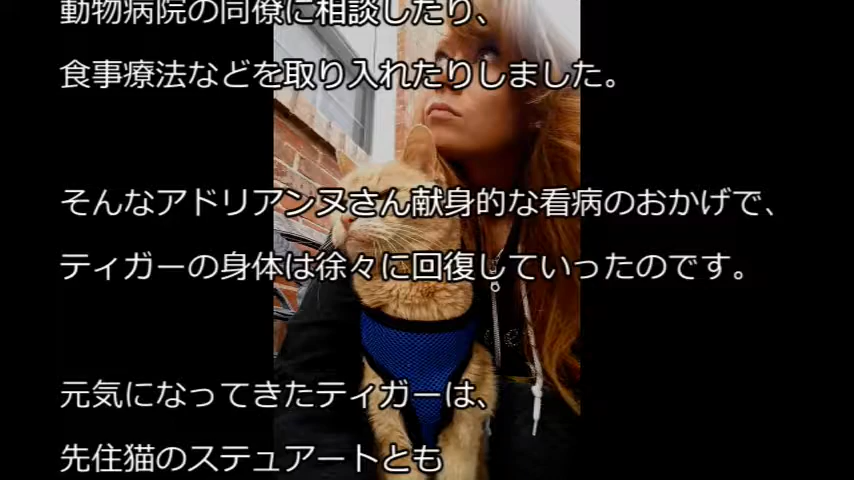 動物病院の同僚に相談したり、
食事療法などを取り入れたりしました。
そんなアドリアンヌさん献身的な看病のおかげで、
ティガーの身体は徐々に回復していったのです。
元気になってきたティガーは、
先住猫のステュアートとも